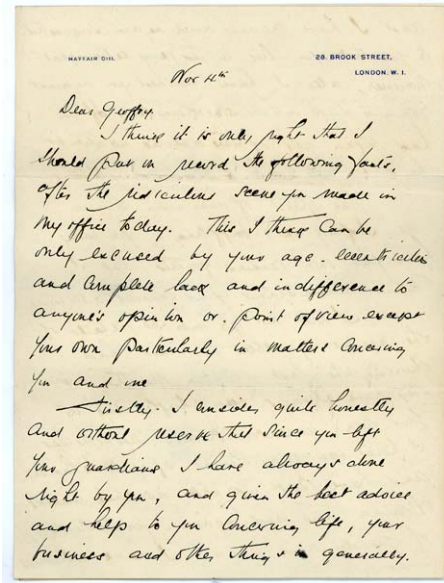 MAYFAIR 0111.
28. BROOK STREET,
LONDON. W. 1.
Nov 4th
Dear Geoffrey.
I think it is only right that I
should put on record the following facts,
after the ridiculous scene you made in
my office today. This I think can be
only excused by your age. eccentricities
and complete lack and indifference to
anyone's opinion or point of view except
your own particularly in matters concerning
you and me
Firstly. I consider quite honestly
and without reserve that since you left
your guardians I have always done
right by you, and given the best advice
and help to you concerning life, your
business and other things in generally.